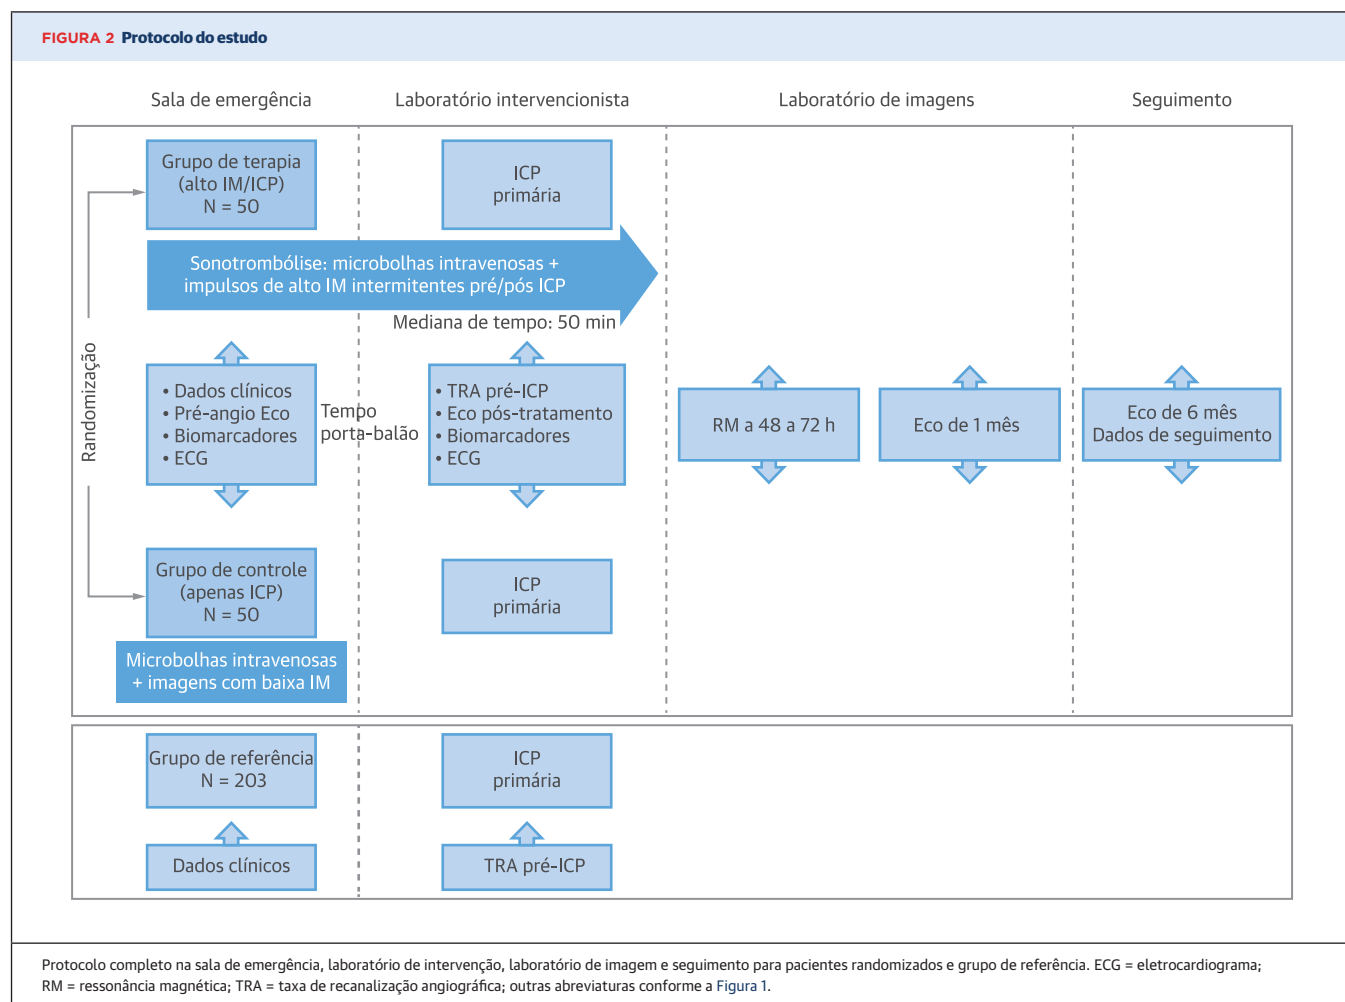 FIGURA 2 Protocolo do estudo
Sala de emergência
Laboratório intervencionista
Laboratório de imagens
Seguimento
Randomização
Grupo de terapia
(alto IM/ICP)
N = 50
ICP
primária
Sonotrombólise: microbolhas intravenosas +
impulsos de alto IM intermitentes pré/pós ICP
Mediana de tempo: 50 min
• Dados clínicos
• Pré-angio Eco
• Biomarcadores
• ECG
Tempo
porta-balão
• TRA pré-ICP
• Eco pós-tratamento
• Biomarcadores
• ECG
RM a 48 a 72 h
Eco de 1 mês
Eco de 6 mês
Dados de seguimento
Grupo de controle
(apenas ICP)
N = 50
ICP
primária
Microbolhas intravenosas
+ imagens com baixa IM
Grupo de referência
N = 203
ICP
primária
Dados clínicos
TRA pré-ICP
Protocolo completo na sala de emergência, laboratório de intervenção, laboratório de imagem e seguimento para pacientes randomizados e grupo de referência. ECG = eletrocardiograma;
RM = ressonância magnética; TRA = taxa de recanalização angiográfica; outras abreviaturas conforme a Figura 1.